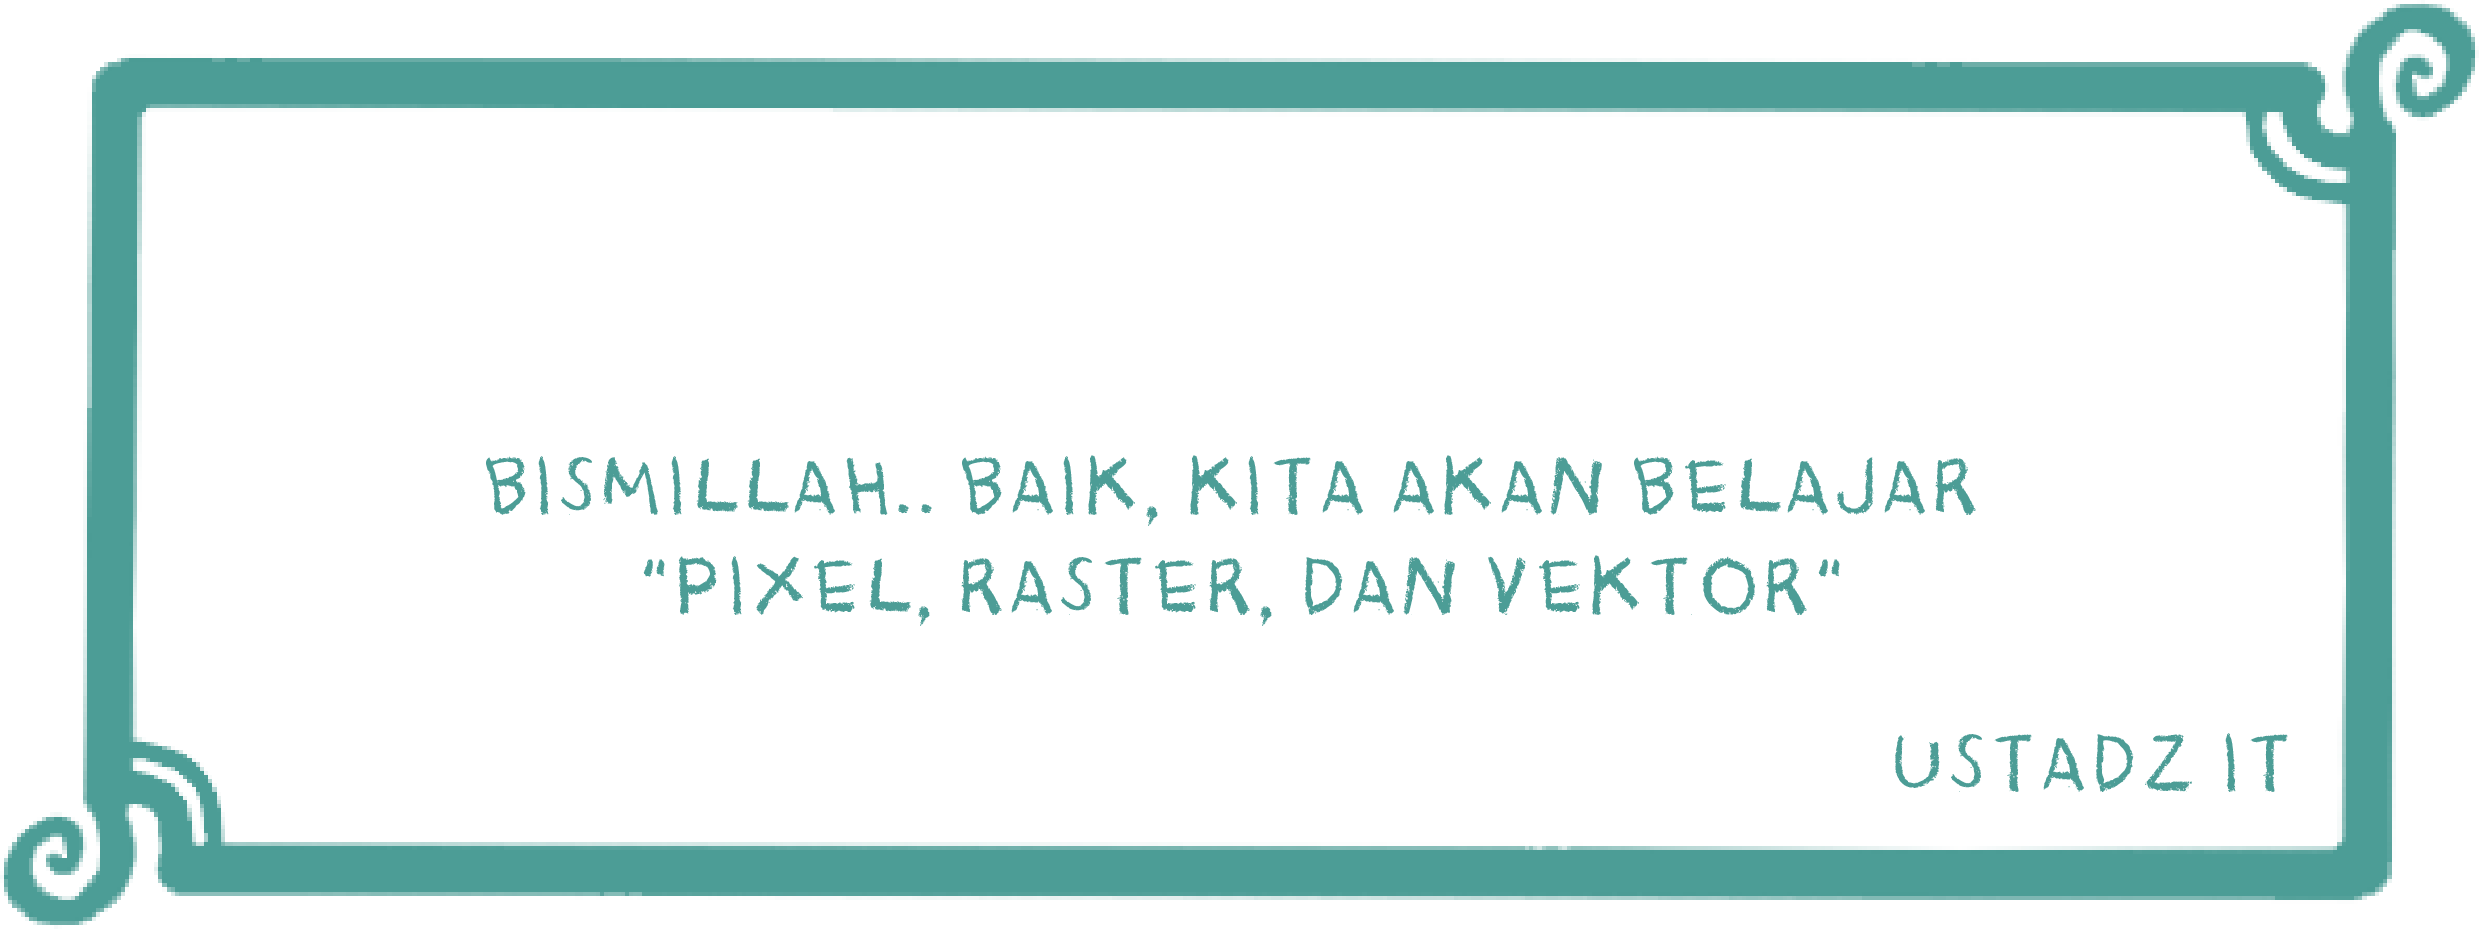 BISMILLAH.. BAIK, KITA AKAN BELAJAR
"PIXEL, RASTER, DAN VEKTOR"
USTADZ IT